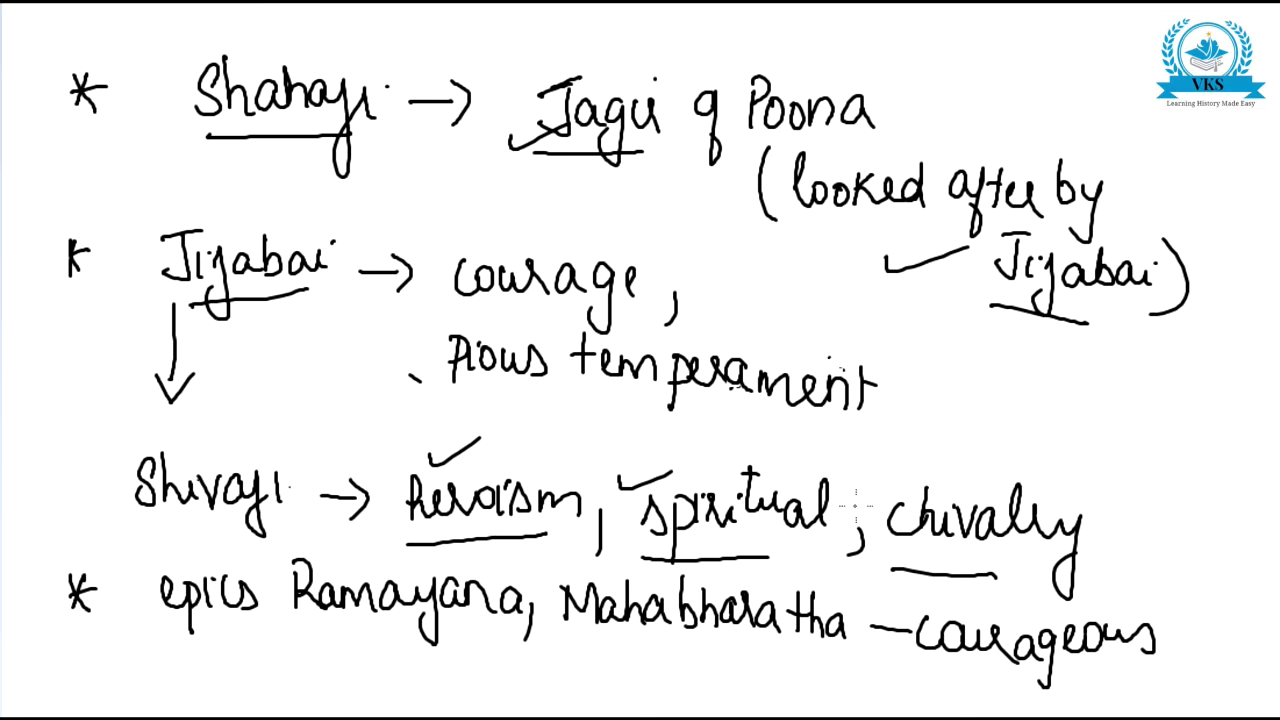 VKS
Learning History Made Easy
* Shahaji → Jagir of Poona
(looked after by
Jijabai)
* Jijabai → courage,
Pious temperament
Shivaji → heroism, spiritual, chivalry
* epics Ramayana, Mahabharatha – courageous